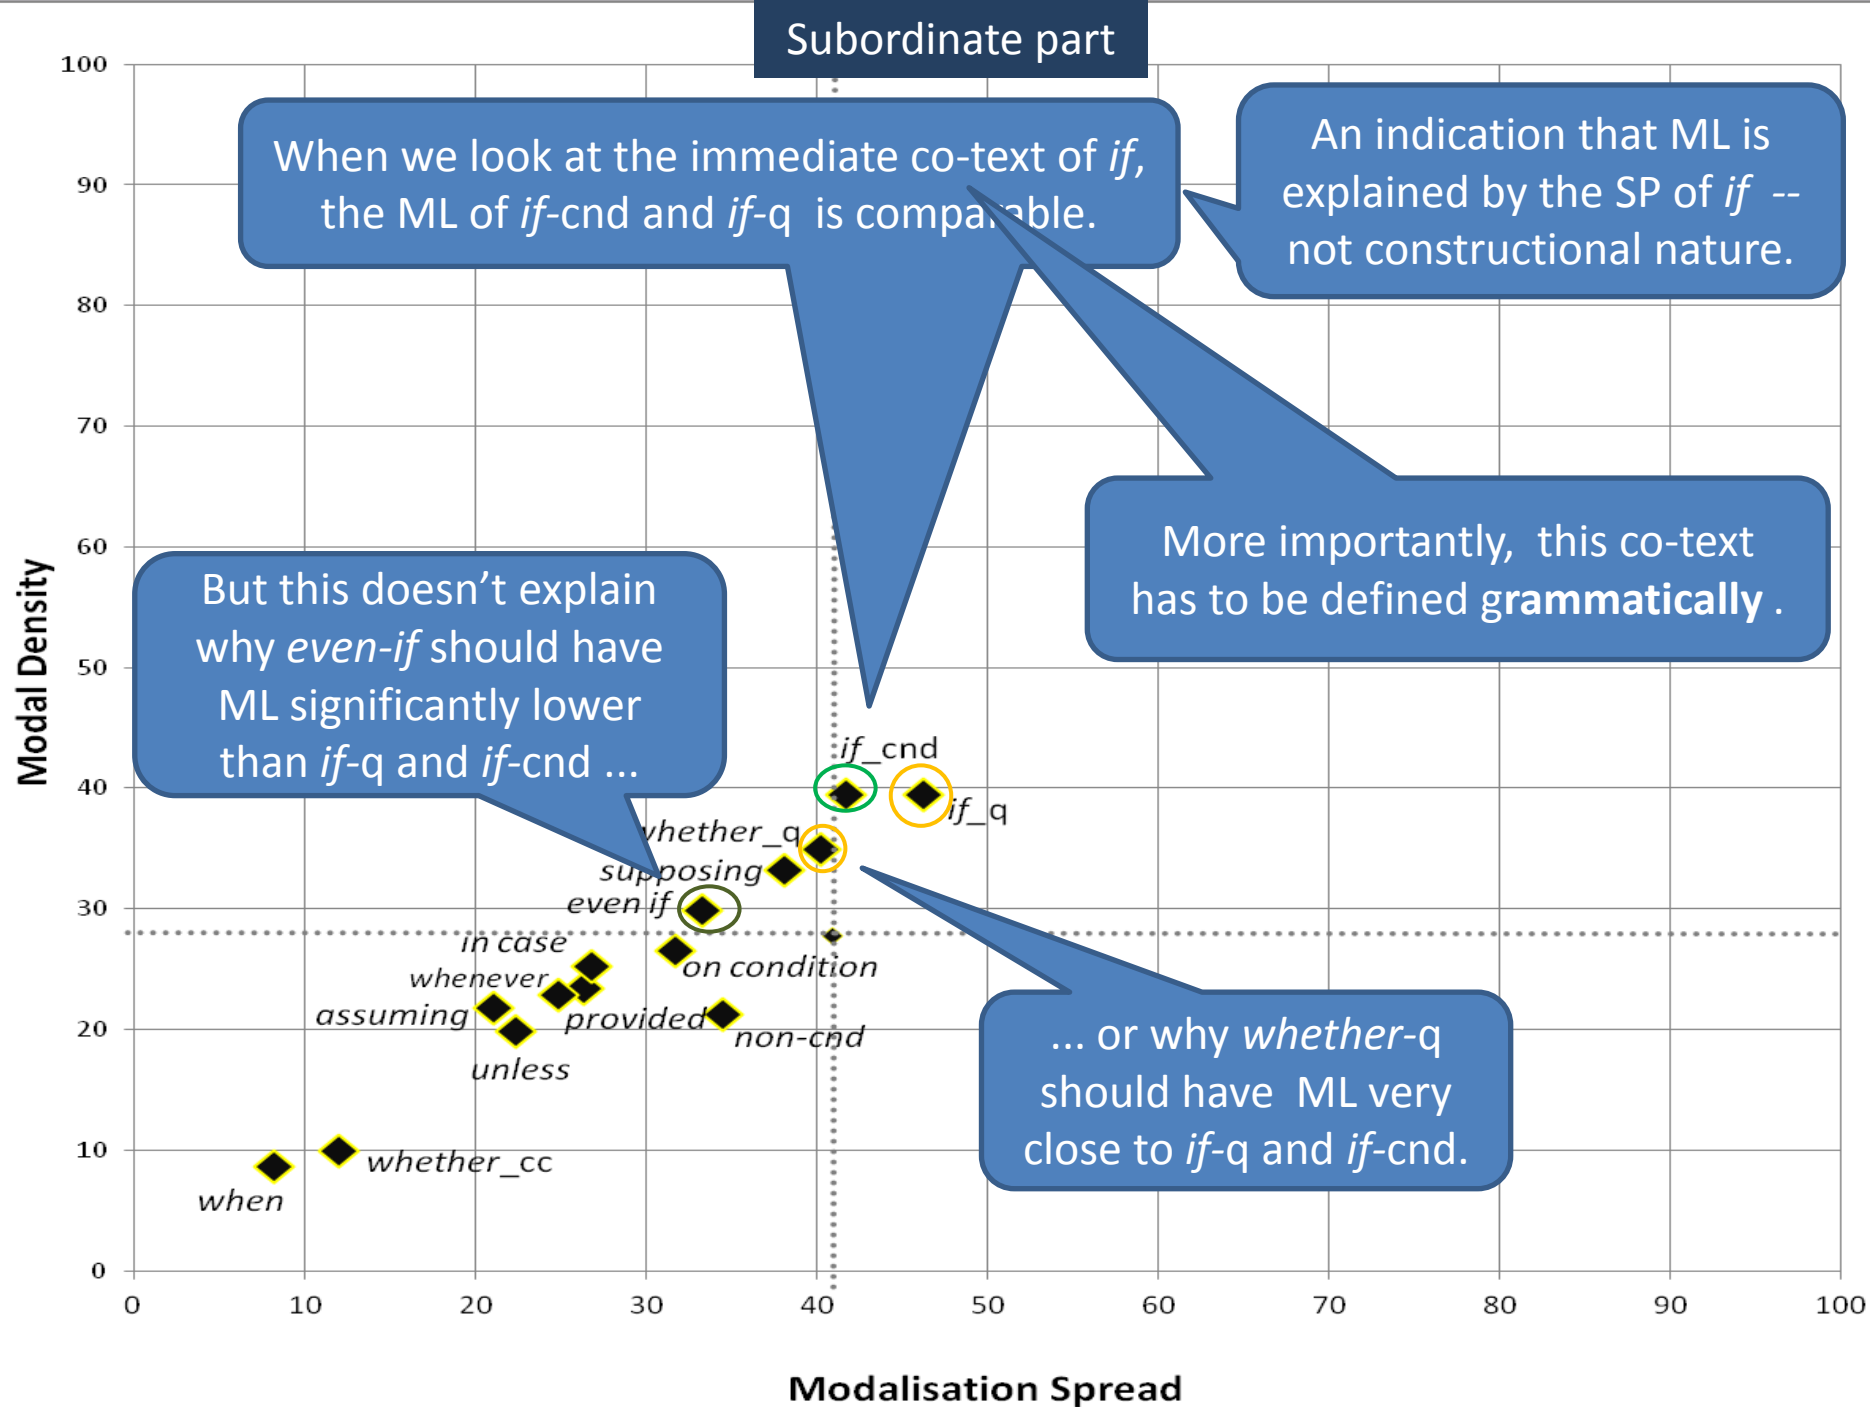 Subordinate part
When we look at the immediate co-text of if,
the ML of if-cnd and if-q is comparable.
An indication that ML is
explained by the SP of if --
not constructional nature.
More importantly, this co-text
has to be defined grammatically .
But this doesn't explain
why even-if should have
ML significantly lower
than if-q and if-cnd ...
... or why whether-q
should have ML very
close to if-q and if-cnd.
Modal Density
100
90
80
70
60
50
40
30
20
10
0
if_cnd
if_q
whether_q
supposing
even if
in case
on condition
whenever
assuming
provided
non-cnd
unless
whether_cc
when
0 10 20 30 40 50 60 70 80 90 100
Modalisation Spread